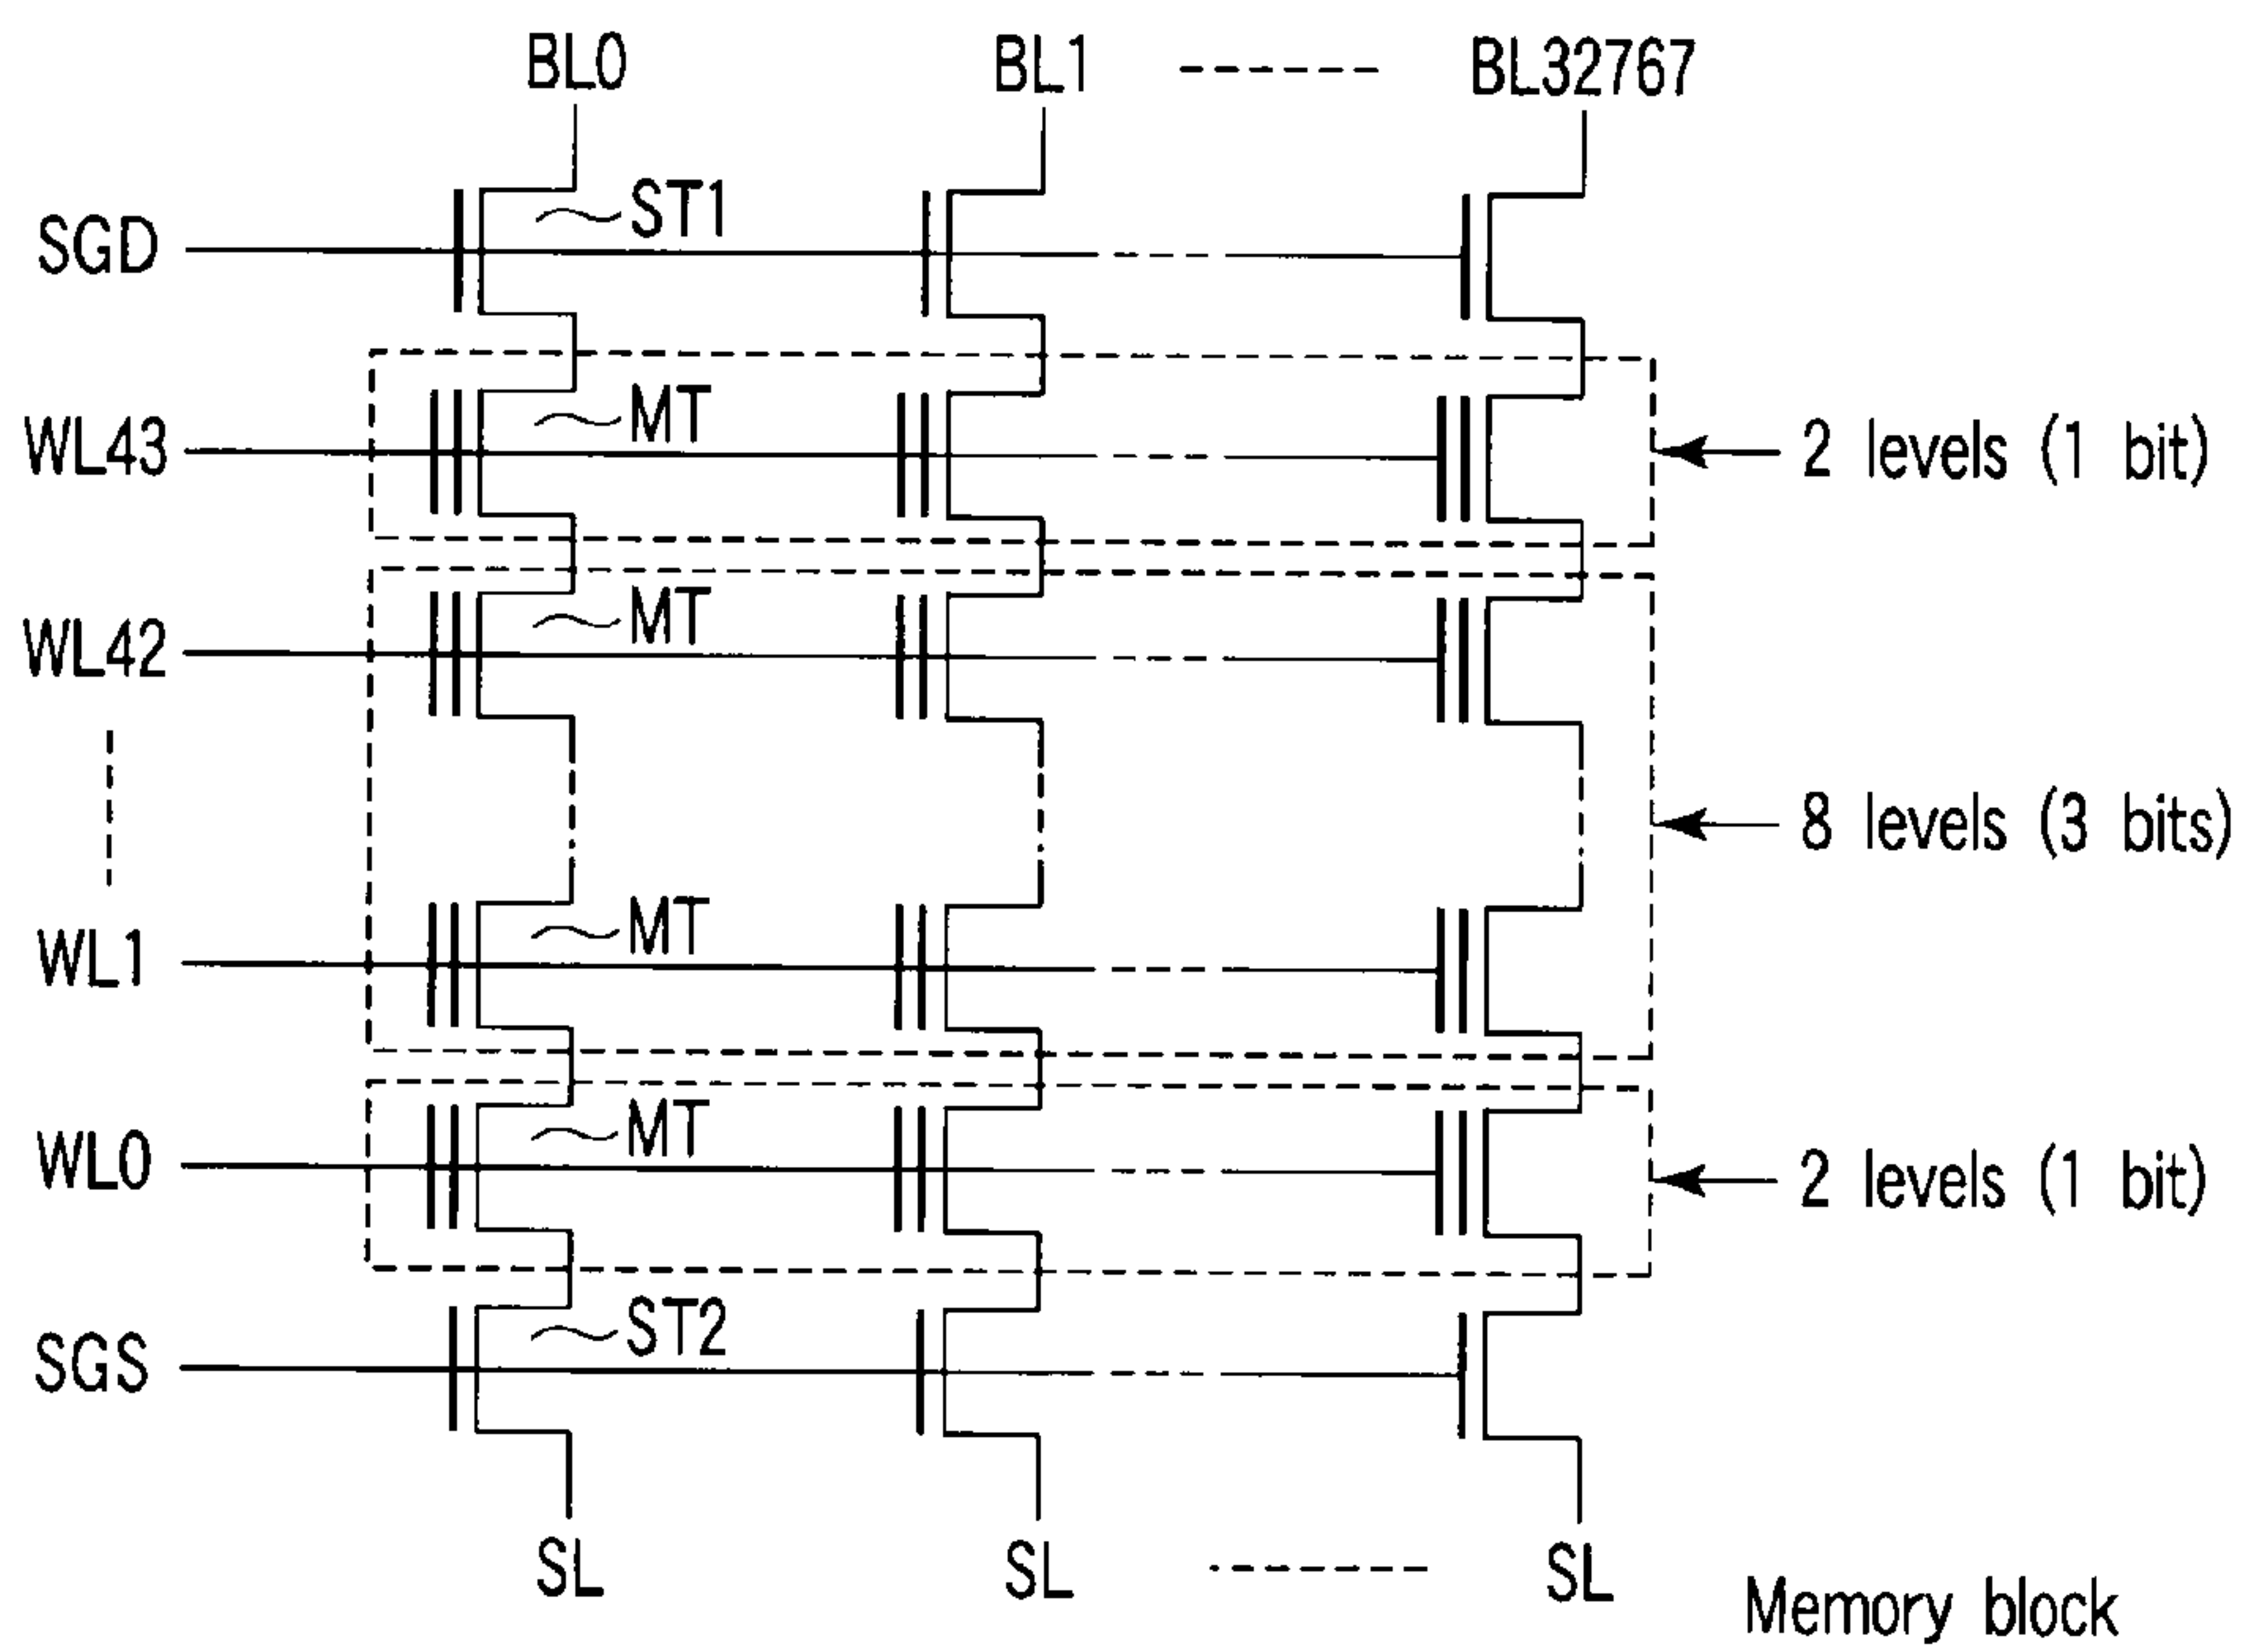 BL0 BL1 BL32767
ST1
SGD
MT
WL43 2 levels (1 bit)
MT
WL42
8 levels (3 bits)
MT
WL1
MT
WL0 2 levels (1 bit)
ST2
SGS
SL SL SL
Memory block